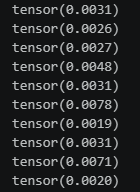 tensor(0.0031)
tensor(0.0026)
tensor(0.0027)
tensor(0.0048)
tensor(0.0031)
tensor(0.0078)
tensor(0.0019)
tensor(0.0031)
tensor(0.0071)
tensor(0.0020)